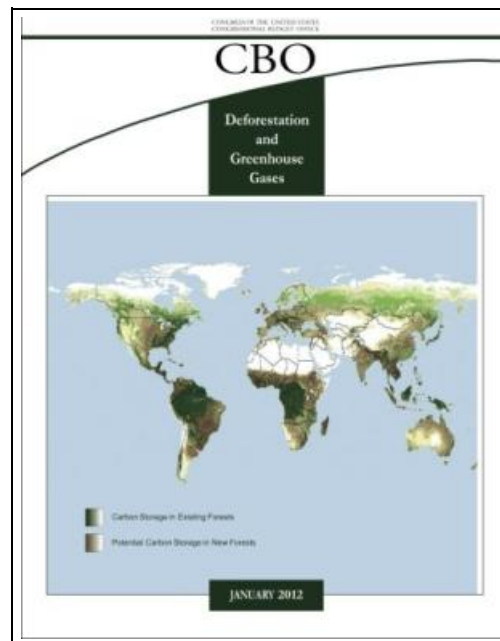 CONGRESS OF THE UNITED STATES
CONGRESSIONAL BUDGET OFFICE
CBO
Deforestation
and
Greenhouse
Gases
Carbon Storage in Existing Forests
Potential Carbon Storage in New Forests
JANUARY 2012